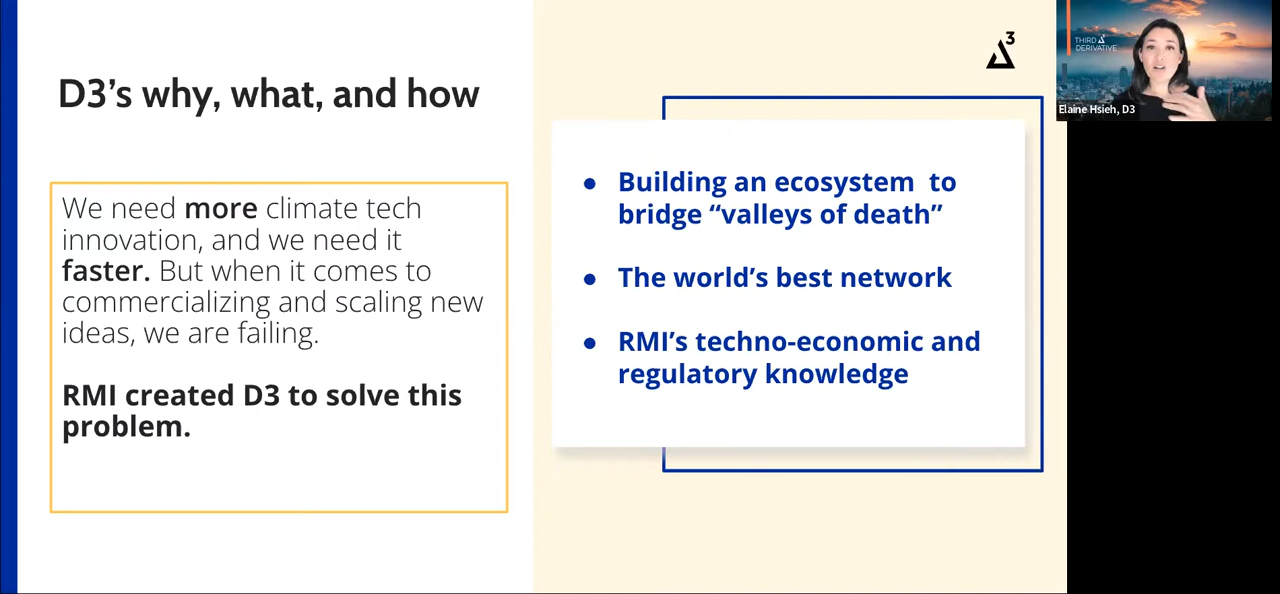 D3’s why, what, and how
We need more climate tech
innovation, and we need it
faster. But when it comes to
commercializing and scaling new
ideas, we are failing.
RMI created D3 to solve this
problem.
3
● Building an ecosystem  to
bridge “valleys of death”
● The world’s best network
● RMI’s techno-economic and
regulatory knowledge
THIRD
DERIVATIVE
Elaine Hsieh, D3